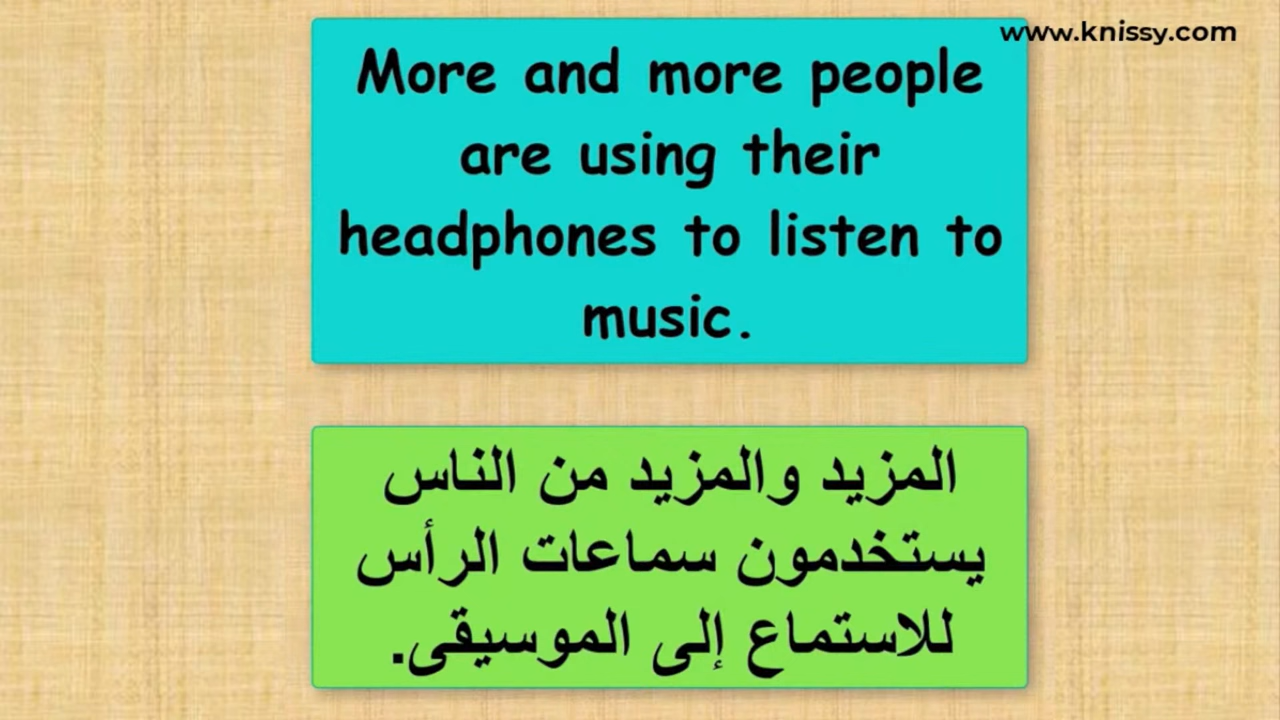 www.knissy.com
More and more people
are using their
headphones to listen to
music.
المزيد والمزيد من الناس
يستخدمون سماعات الرأس
للاستماع إلى الموسيقى.